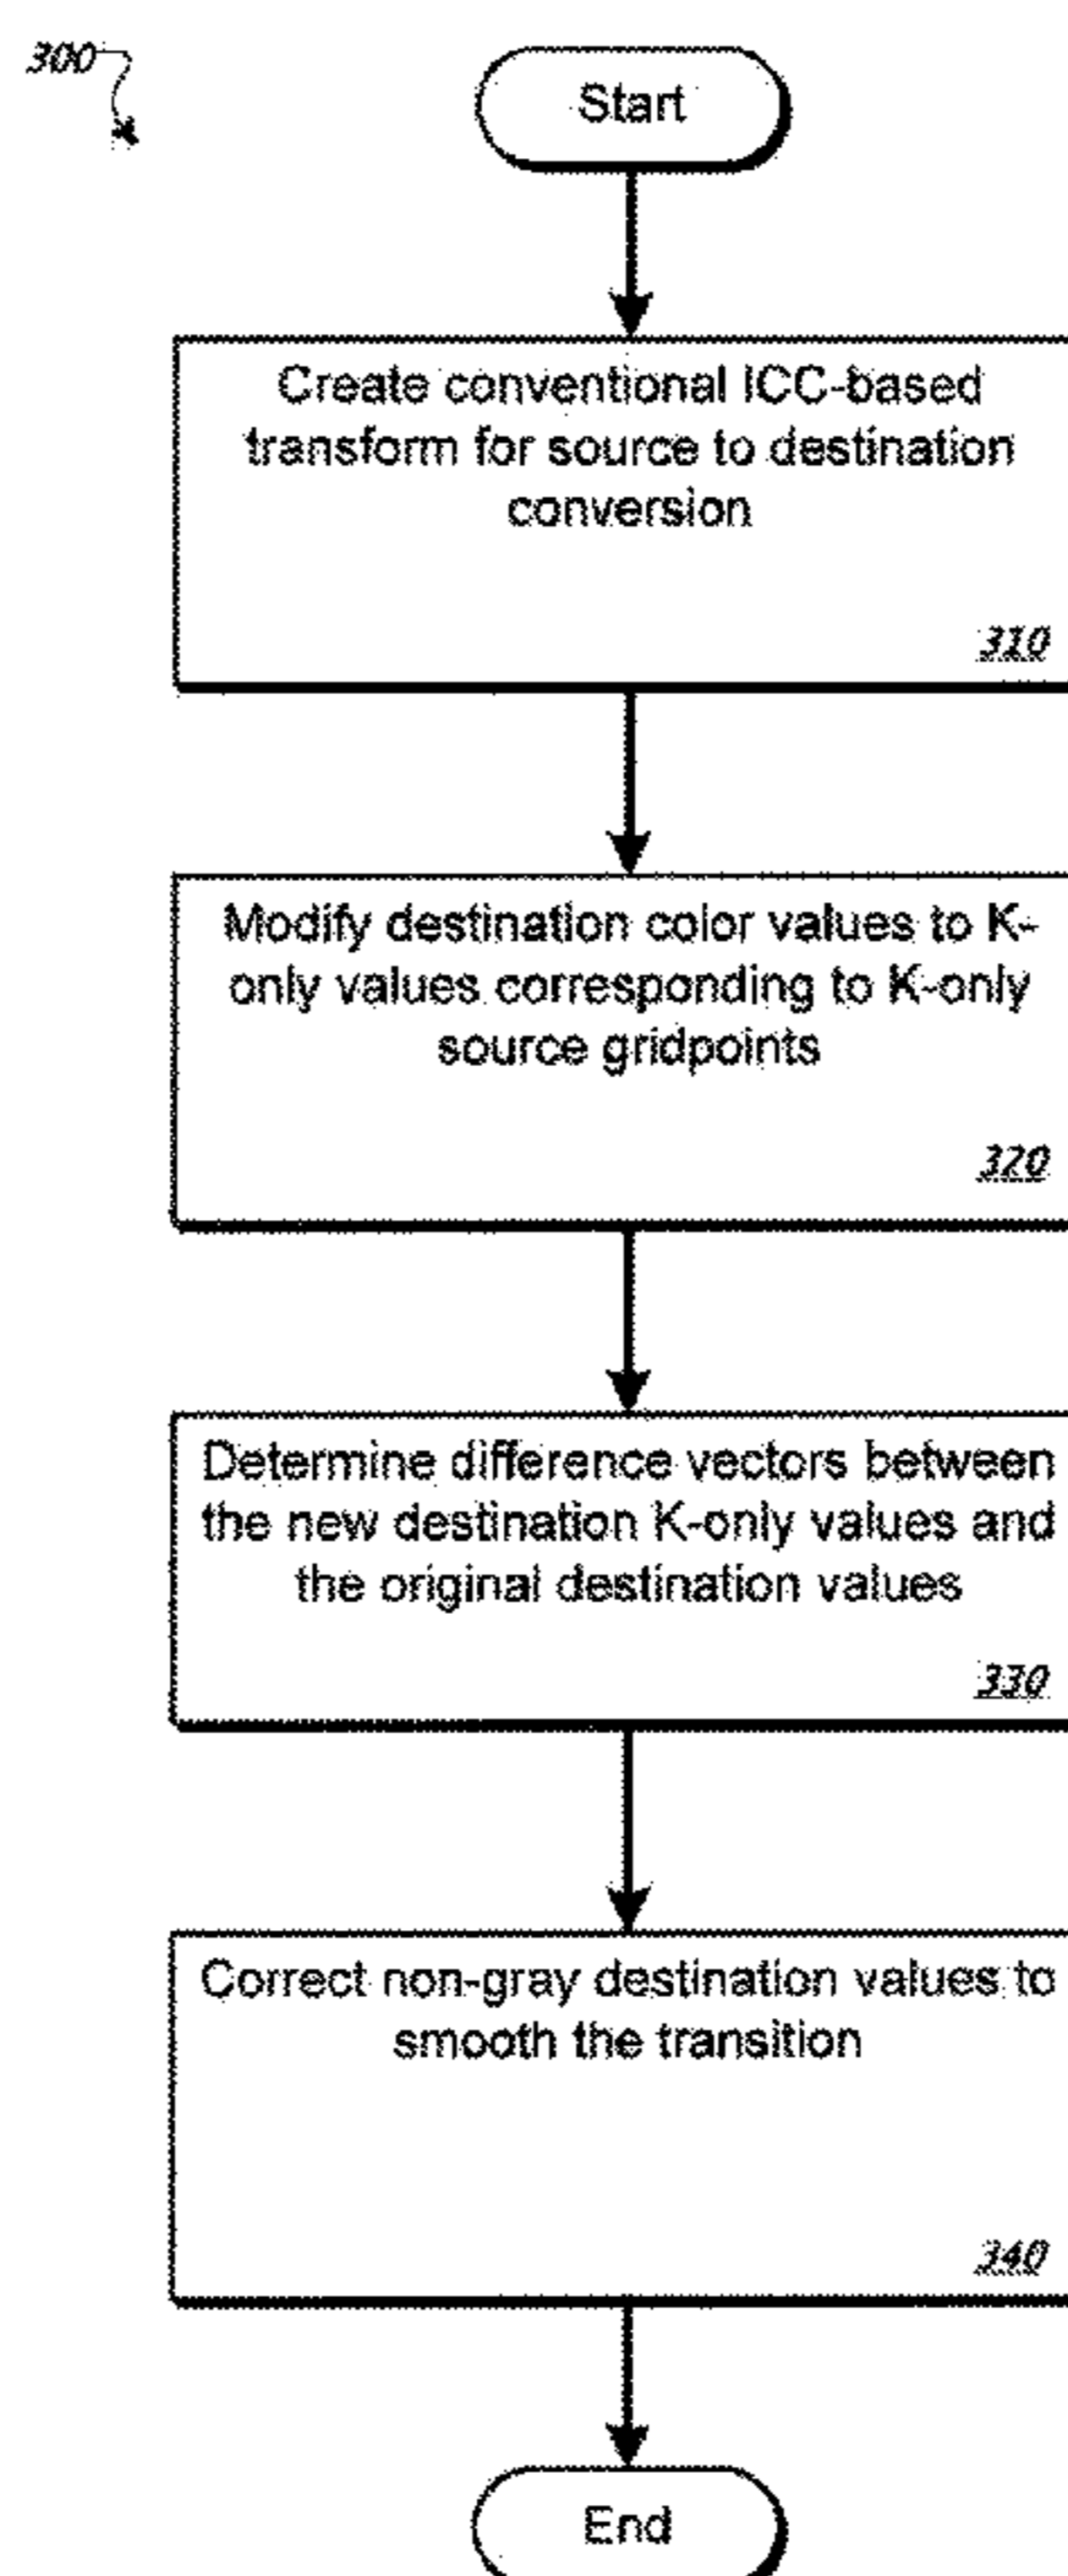 300
Start
Create conventional ICC-based
transform for source to destination
conversion
310
Modify destination color values to K-
only values corresponding to K-only
source gridpoints
320
Determine difference vectors between
the new destination K-only values and
the original destination values
330
Correct non-gray destination values to
smooth the transition
340
End